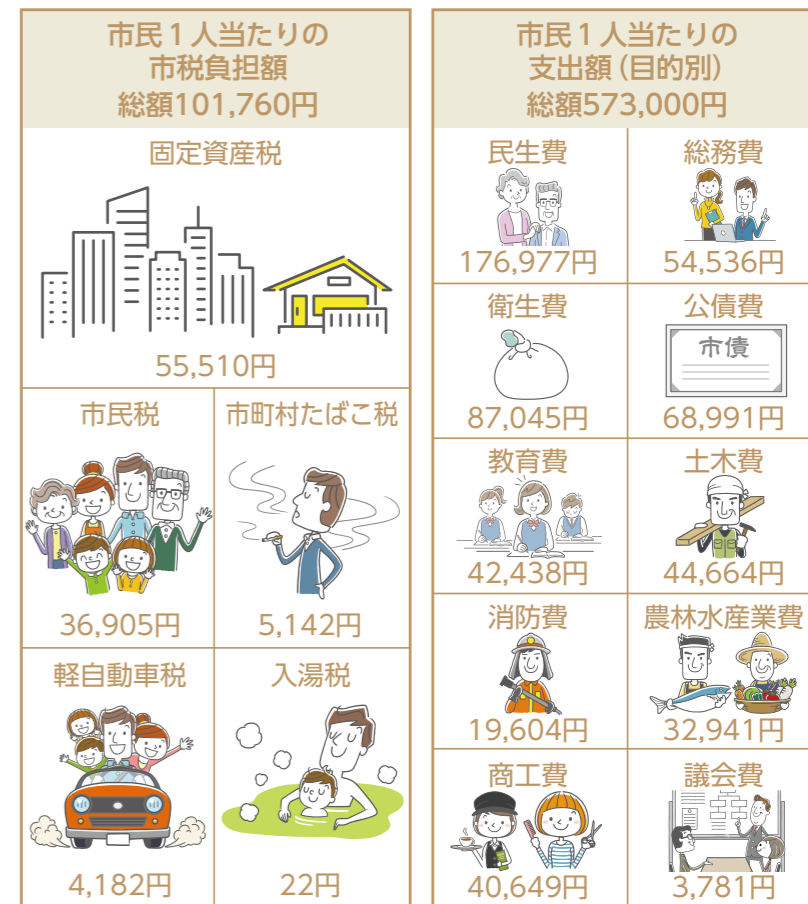 市民1人当たりの
市税負担額
総額101,760円
固定資産税
55,510円
市民税
36,905円
市町村たばこ税
5,142円
軽自動車税
4,182円
入湯税
22円
市民1人当たりの
支出額(目的別)
総額573,000円
民生費
176,977円
総務費
54,536円
衛生費
87,045円
公債費
市債
68,991円
教育費
42,438円
土木費
44,664円
消防費
19,604円
農林水産業費
32,941円
商工費
40,649円
議会費
3,781円